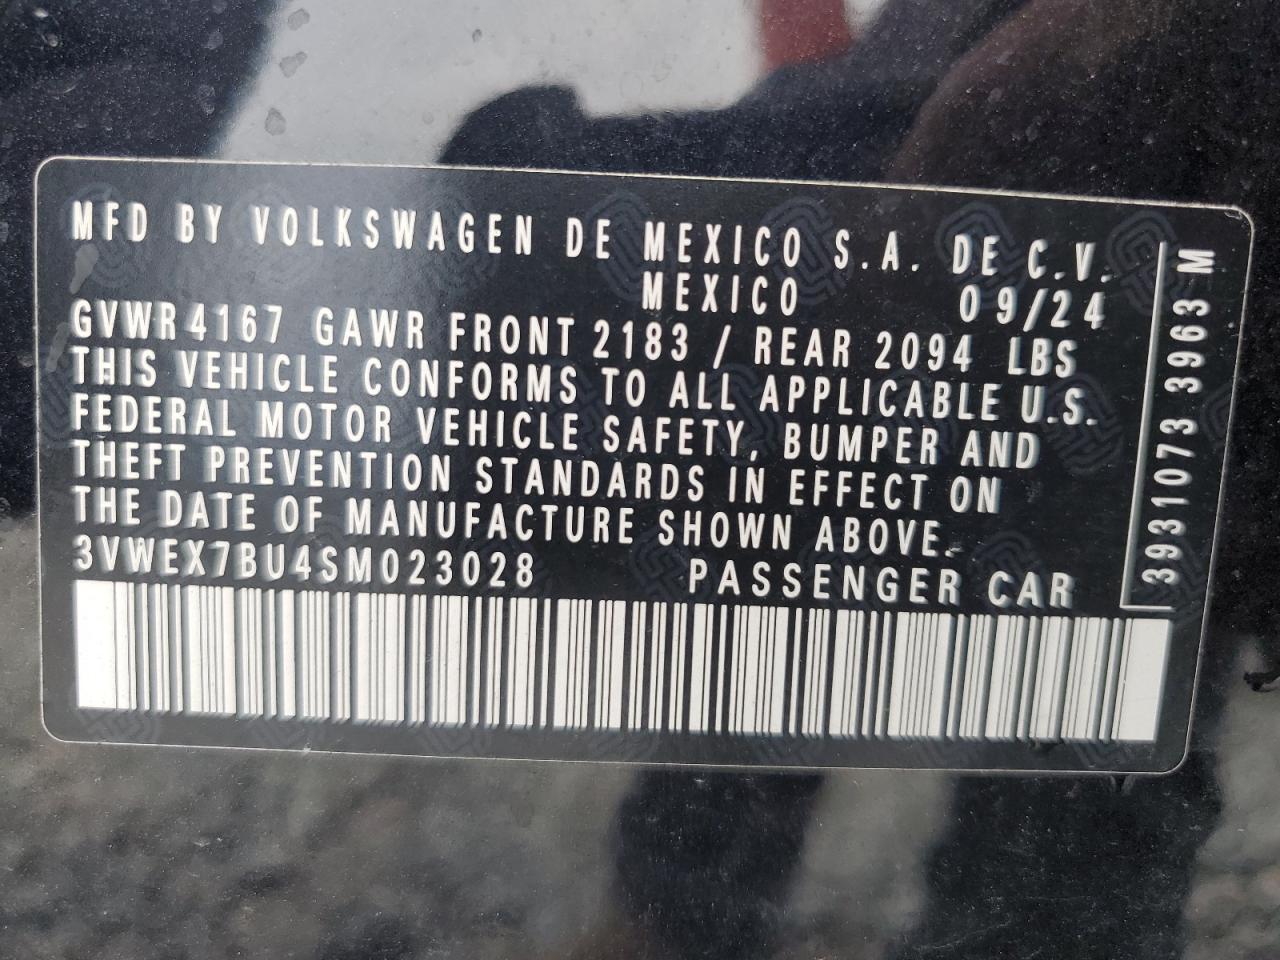 MFD BY VOLKSWAGEN DE MEXICO S.A. DE C.V.
MEXICO 09/24
GVWR4167 GAWR FRONT 2183 / REAR 2094 LBS
THIS VEHICLE CONFORMS TO ALL APPLICABLE U.S.
FEDERAL MOTOR VEHICLE SAFETY, BUMPER AND
THEFT PREVENTION STANDARDS IN EFFECT ON
THE DATE OF MANUFACTURE SHOWN ABOVE.
3VWEX7BU4SM023028 PASSENGER CAR
3931073 3963 M